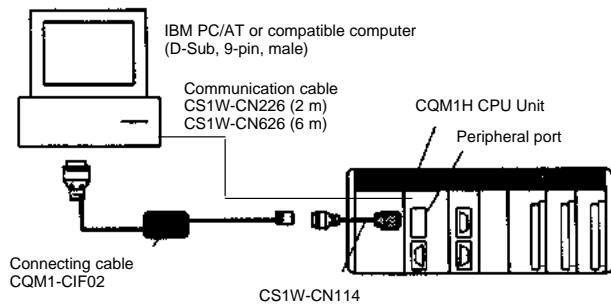 IBM PC/AT or compatible computer
(D-Sub, 9-pin, male)
Communication cable
CS1W-CN226 (2 m)
CS1W-CN626 (6 m)
CQM1H CPU Unit
Peripheral port
Connecting cable
CQM1-CIF02
CS1W-CN114